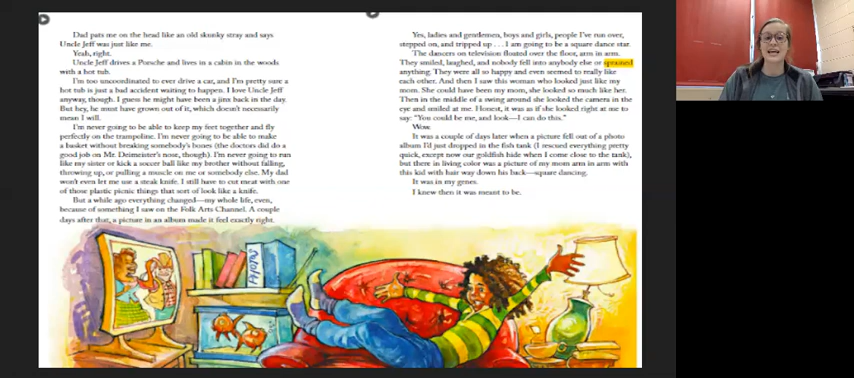 Dad pats me on the head like an old skunky stray and says
Uncle Jeff was just like me.
Yeah, right.
Uncle Jeff drives a Porsche and lives in a cabin in the woods
with a hot tub.
I'm too uncoordinated to ever drive a car, and I'm pretty sure a
hot tub is just a bad accident waiting to happen. I love Uncle Jeff
anyway, though. I guess he might have been a jinx back in the day.
But hey, he must have grown out of it, which doesn't necessarily
mean I will.
I'm never going to be able to keep my feet together and fly
perfectly on the trampoline. I'm never going to be able to make
a basket without breaking somebody's bones (the doctors did do a
good job on Mr. Deimeister's nose, though). I'm never going to run
like my sister or kick a soccer ball like my brother without falling,
throwing up, or pulling a muscle on me or somebody else. My dad
won't even let me use a steak knife. I still have to cut meat with one
of those plastic picnic things that sort of look like a knife.
But a while ago everything changed—my whole life, even,
because of something I saw on the Folk Arts Channel. A couple
days after that, a picture in an album made it feel exactly right.
Yes, ladies and gentlemen, boys and girls, people I've run over,
stepped on, and tripped up . . . I am going to be a square dance star.
The dancers on television floated over the floor, arm in arm.
They smiled, laughed, and nobody fell into anybody else or sprained
anything. They were all so happy and even seemed to really like
each other. And then I saw this woman who looked just like my
mom. She could have been my mom, she looked so much like her.
Then in the middle of a swing around she looked the camera in the
eye and smiled at me. Honest, it was as if she looked right at me to
say: "You could be me, and look—I can do this."
Wow.
It was a couple of days later when a picture fell out of a photo
album I'd just dropped in the fish tank (I rescued everything pretty
quick, except now our goldfish hide when I come close to the tank),
but there in living color was a picture of my mom arm in arm with
this kid with hair way down his back—square dancing.
It was in my genes.
I knew then it was meant to be.